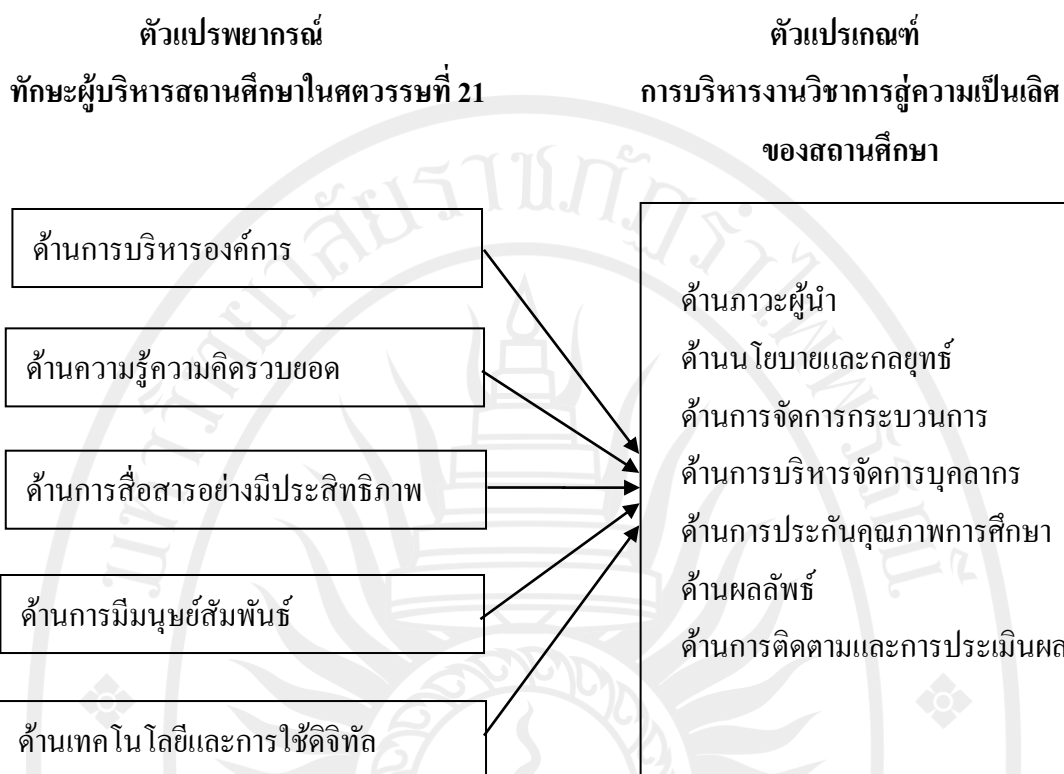 ตัวแปรพยากรณ์
ทักษะผู้บริหารสถานศึกษาในศตวรรษที่ 21
ตัวแปรเกณฑ์
การบริหารงานวิชาการสู่ความเป็นเลิศ
ของสถานศึกษา
ด้านการบริหารองค์การ
ด้านความรู้ความคิดรวบยอด
ด้านการสื่อสารอย่างมีประสิทธิภาพ
ด้านการมีมนุษย์สัมพันธ์
ด้านเทคโนโลยีและการใช้ดิจิทัล
ด้านภาวะผู้นำ
ด้านนโยบายและกลยุทธ์
ด้านการจัดการกระบวนการ
ด้านการบริหารจัดการบุคลากร
ด้านการประกันคุณภาพการศึกษา
ด้านผลลัพธ์
ด้านการติดตามและการประเมินผล